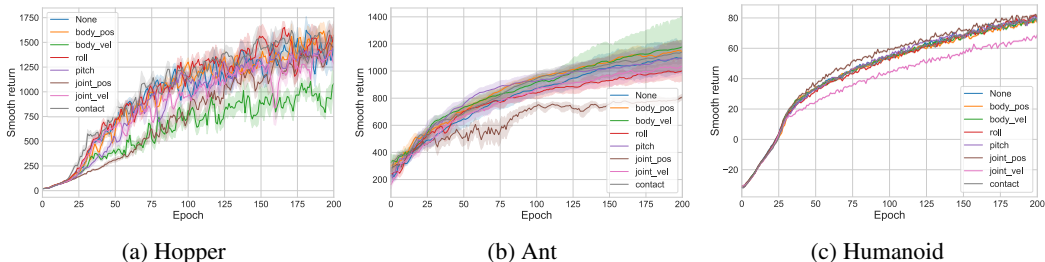 1750
1500
1250
1000
750
500
250
0
Smooth return
None
body_pos
body_vel
roll
pitch
joint_pos
joint_vel
contact
0 25 50 75 100 125 150 175 200
Epoch
(a) Hopper
1400
1200
1000
800
600
400
200
Smooth return
None
body_pos
body_vel
roll
pitch
joint_pos
joint_vel
contact
0 25 50 75 100 125 150 175 200
Epoch
(b) Ant
80
60
40
20
0
−20
Smooth return
None
body_pos
body_vel
roll
pitch
joint_pos
joint_vel
contact
0 25 50 75 100 125 150 175 200
Epoch
(c) Humanoid